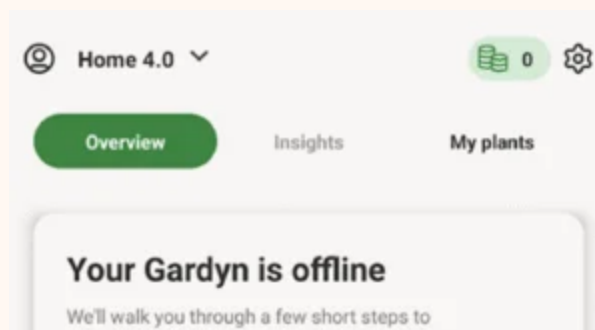 Home 4.0 0
Overview Insights My plants
Your Gardyn is offline
We'll walk you through a few short steps to